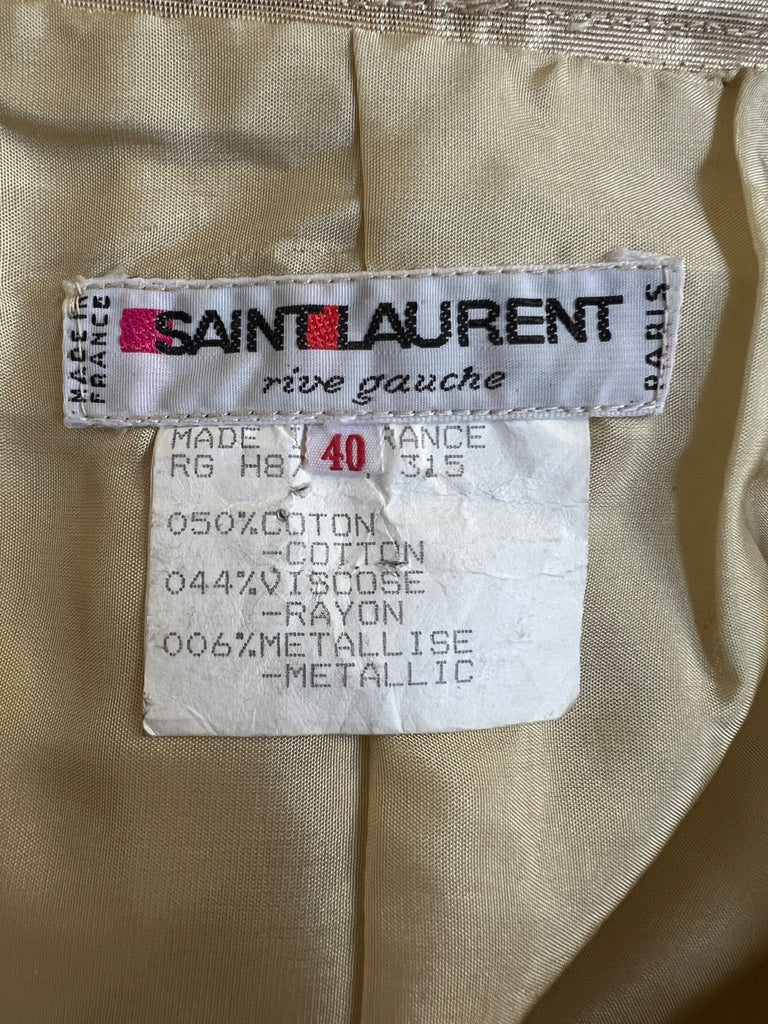 MADE IN
FRANCE
SAINT LAURENT
rive gauche
PARIS
40
MADE I RANCE
RG H87 315
050%COTON
-COTTON
044%VISCOSE
-RAYON
006%METALLISE
-METALLIC